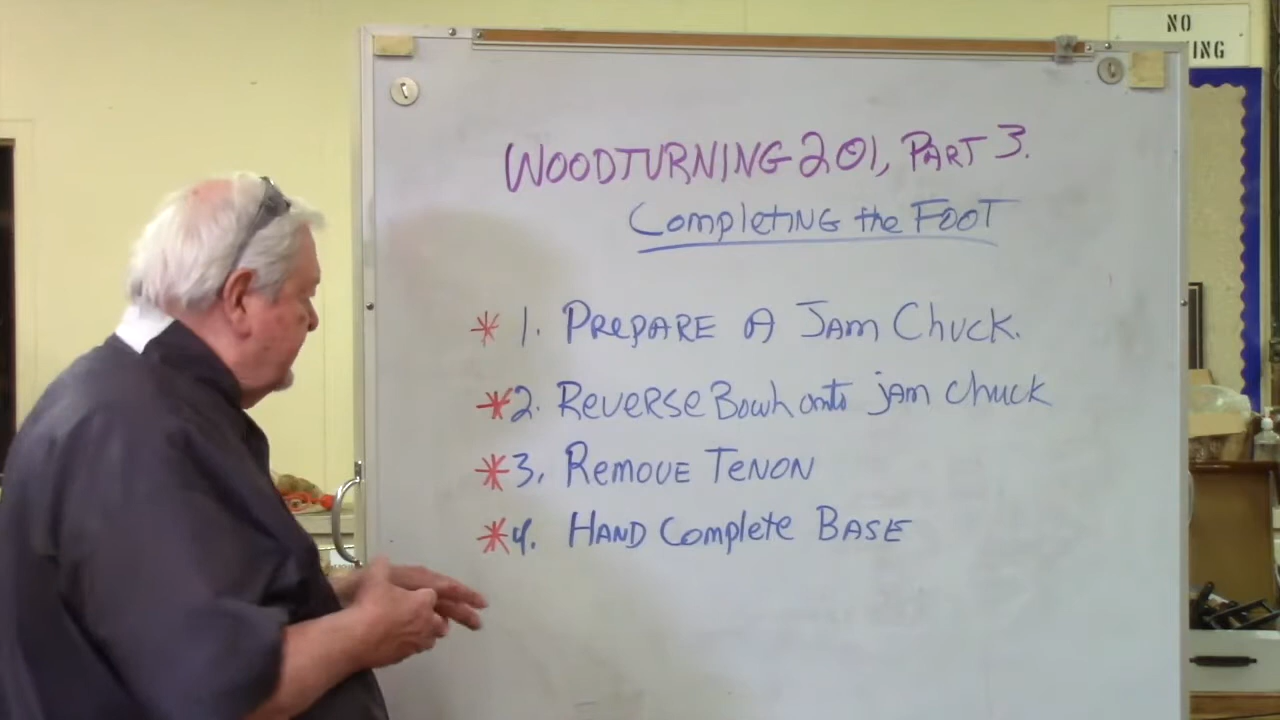 NO
ING
WOODTURNING 201, PART 3.
Completing the FOOT
* 1. PREPARE A JAM CHUCK.
* 2. REVERSE Bowh onto jam chuck
* 3. REMOVE TENON
* 4. HAND Complete BASE